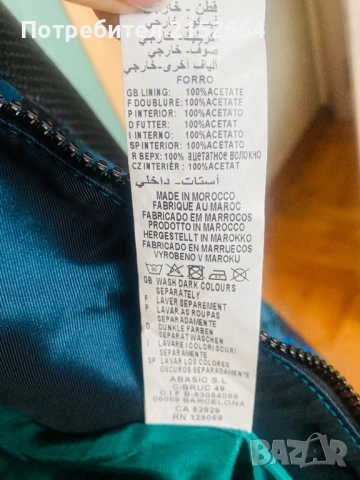 Потребител 2152664
قطن - خارجي
صوف - خارجي
ألياف أخرى-خارجي
FORRO
GB LINING: 100%ACETATE
F DOUBLURE: 100%ACETATE
P INTERIOR: 100%ACETATO
D FUTTER: 100%ACETAT
I INTERNO: 100%ACETATO
SP INTERIOR: 100%ACETATO
R ВЕРХ: 100% ацетатное волокно
CZ INTERIÉR: 100%ACETAT
أستات - داخلي
MADE IN MOROCCO
FABRIQUE AU MAROC
FABRICADO EM MARROCOS
PRODOTTO IN MAROCCO
HERGESTELLT IN MAROKKO
FABRICADO EN MARRUECOS
VYROBENO V MAROKU
GB WASH DARK COLOURS
SEPARATELY
F LAVER SEPAREMENT
P LAVAR AS ROUPAS
SEPARADAMENTE
D DUNKLE FARBEN
SEPARAT WASCHEN
I LAVARE I COLORI SCURI
SEPARATAMENTE
SP LAVAR LOS COLORES
OSCUROS SEPARADAMENTE
ABASIC S.L
C/BRUC 49
C.I.F B-63054068
08009 BARCELONA
CA 52929
RN 129088
BAZAR